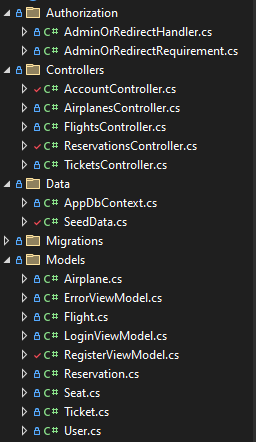 Authorization
C# AdminOrRedirectHandler.cs
C# AdminOrRedirectRequirement.cs
Controllers
C# AccountController.cs
C# AirplanesController.cs
C# FlightsController.cs
C# ReservationsController.cs
C# TicketsController.cs
Data
C# AppDbContext.cs
C# SeedData.cs
Migrations
Models
C# Airplane.cs
C# ErrorViewModel.cs
C# Flight.cs
C# LoginViewModel.cs
C# RegisterViewModel.cs
C# Reservation.cs
C# Seat.cs
C# Ticket.cs
C# User.cs